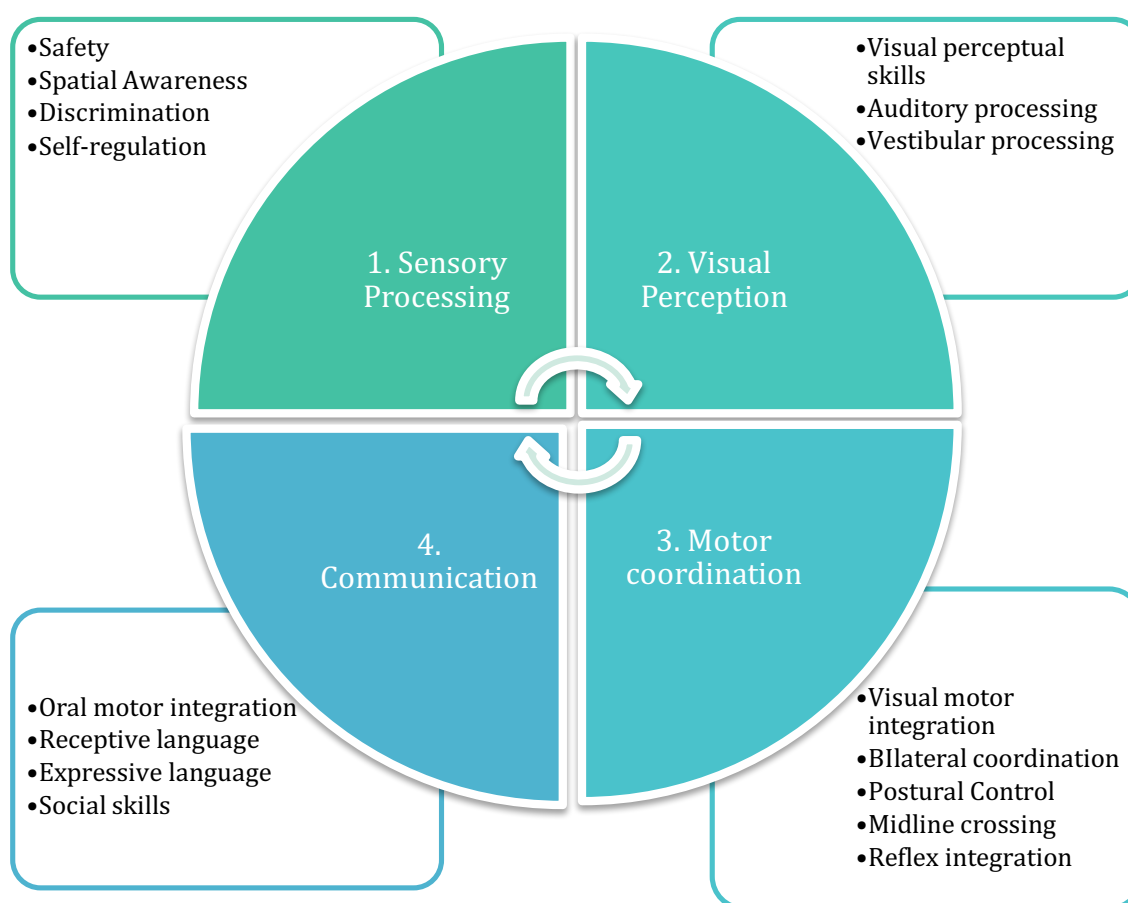 •Safety
•Spatial Awareness
•Discrimination
•Self-regulation
•Visual perceptual
skills
•Auditory processing
•Vestibular processing
1. Sensory
Processing
2. Visual
Perception
4.
Communication
3. Motor
coordination
•Oral motor integration
•Receptive language
•Expressive language
•Social skills
•Visual motor
integration
•BIlateral coordination
•Postural Control
•Midline crossing
•Reflex integration